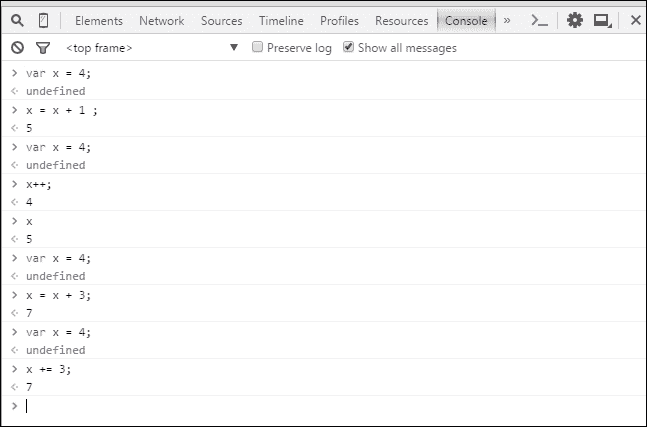 Elements Network Sources Timeline Profiles Resources Console »
<top frame> Preserve log Show all messages
> var x = 4;
undefined
> x = x + 1 ;
5
> var x = 4;
undefined
> x++;
4
> x
5
> var x = 4;
undefined
> x = x + 3;
7
> var x = 4;
undefined
> x += 3;
7
>